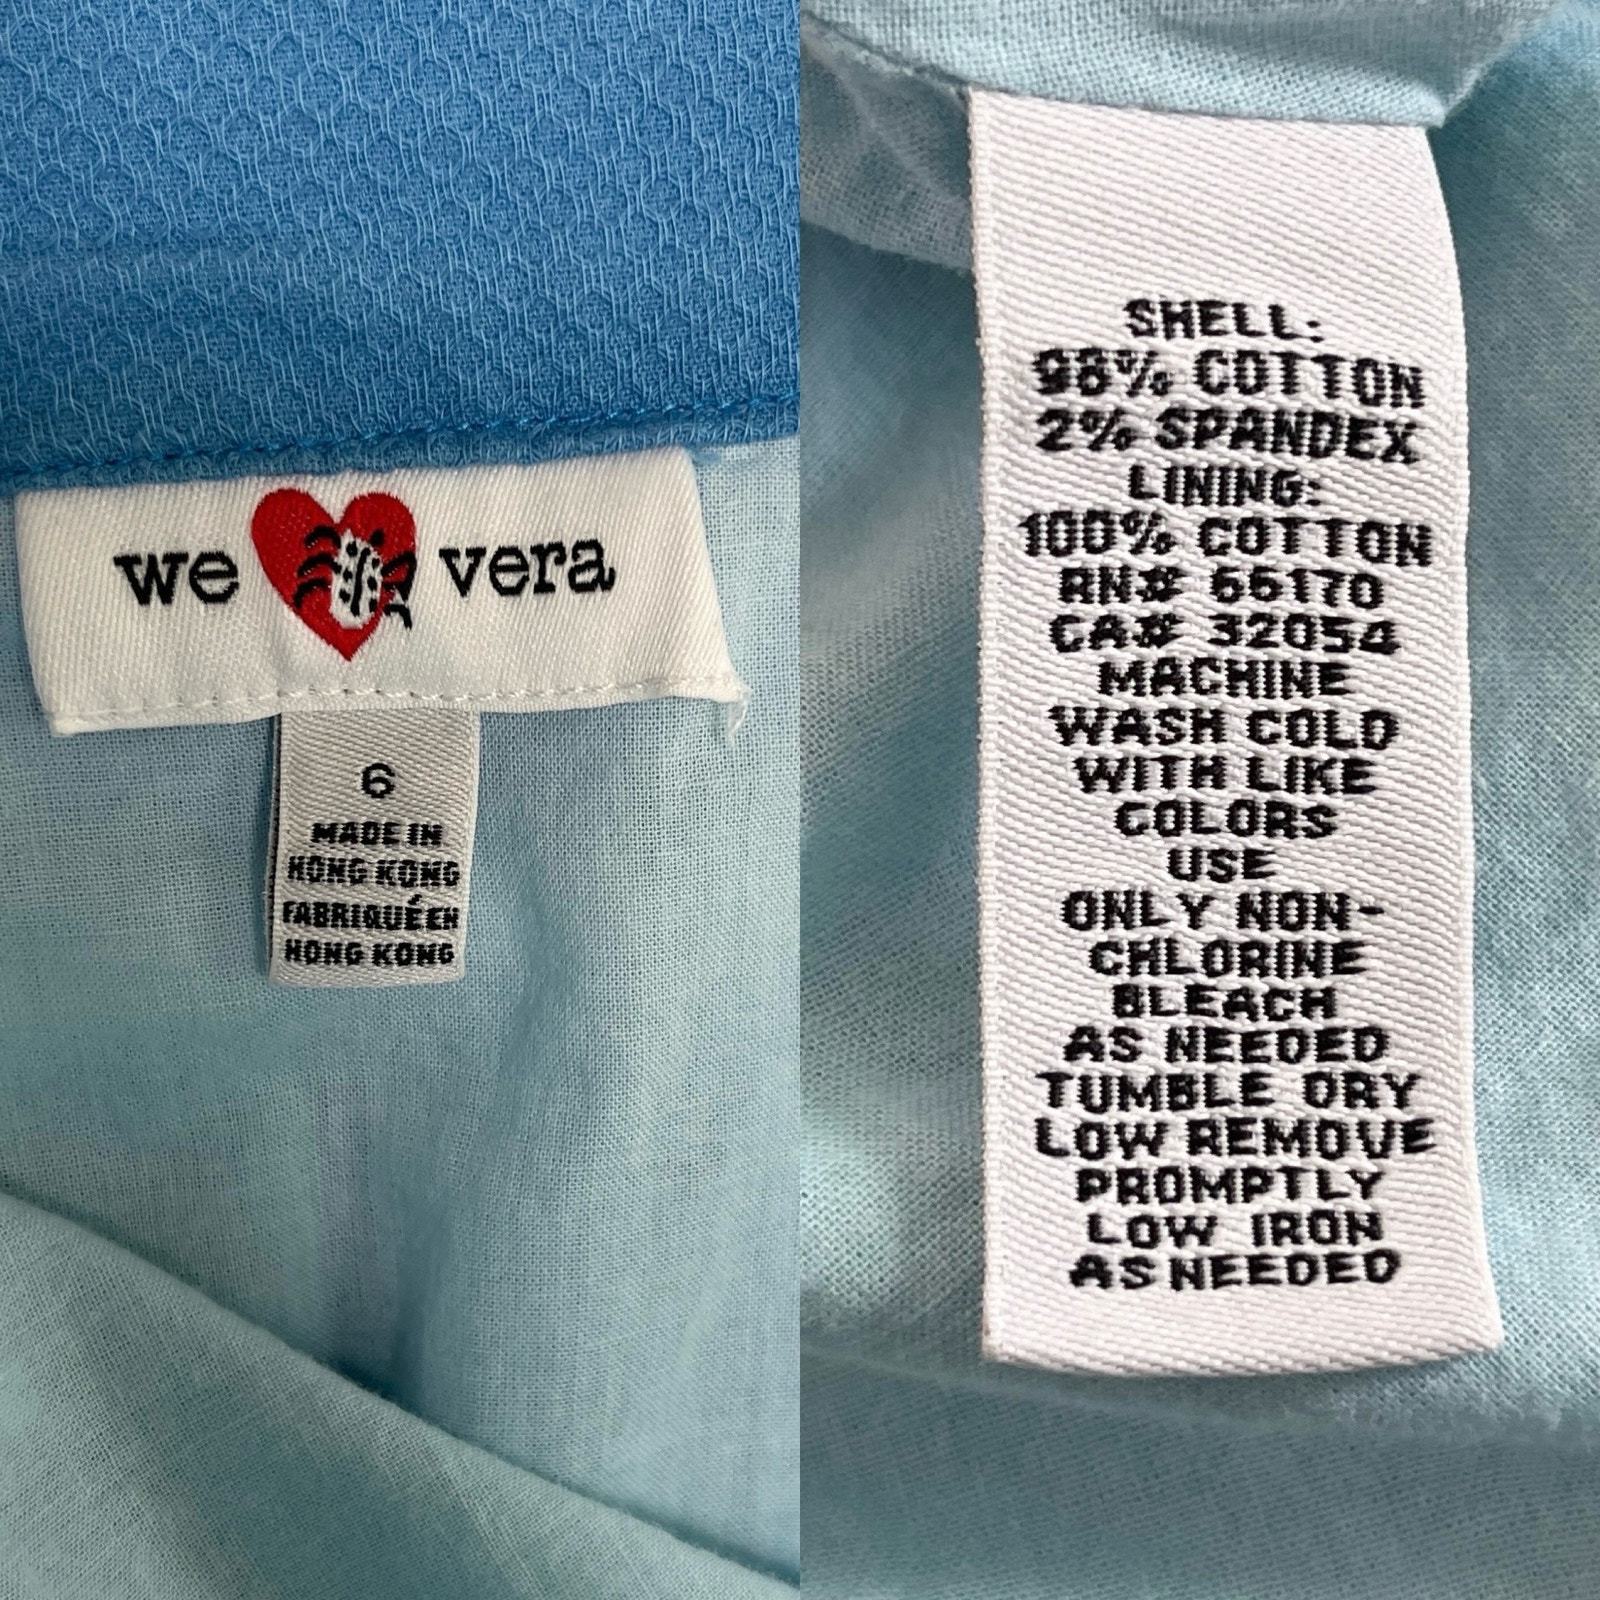 we vera
6
MADE IN
HONG KONG
FABRIQUÉ EN
HONG KONG
SHELL:
98% COTTON
2% SPANDEX
LINING:
100% COTTON
RN# 66170
CA# 32054
MACHINE
WASH COLD
WITH LIKE
COLORS
USE
ONLY NON-
CHLORINE
BLEACH
AS NEEDED
TUMBLE DRY
LOW REMOVE
PROMPTLY
LOW IRON
AS NEEDED